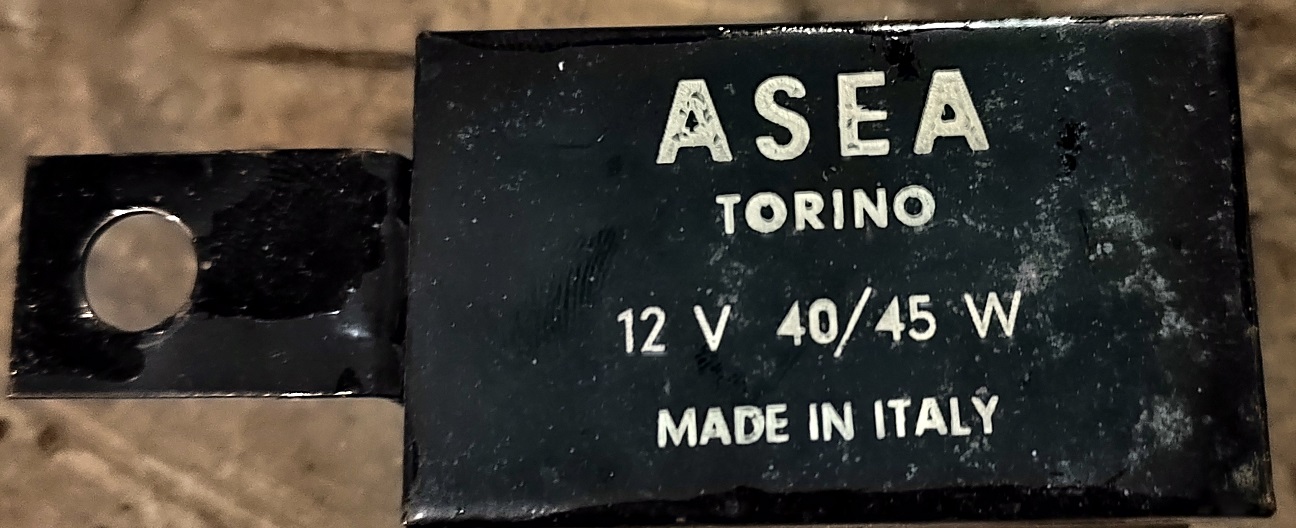 ASEA
TORINO
12 V 40/45 W
MADE IN ITALY